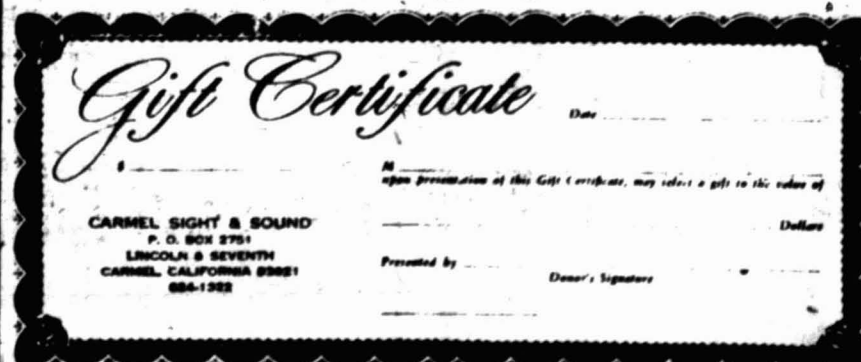 Gift Certificate
Date
$
M
upon presentation of this Gift Certificate, may select a gift to the value of
CARMEL SIGHT & SOUND
P. O. BOX 2751
Dollars
LINCOLN & SEVENTH
CARMEL, CALIFORNIA 93921
Presented by
624-1322
Donor's Signature